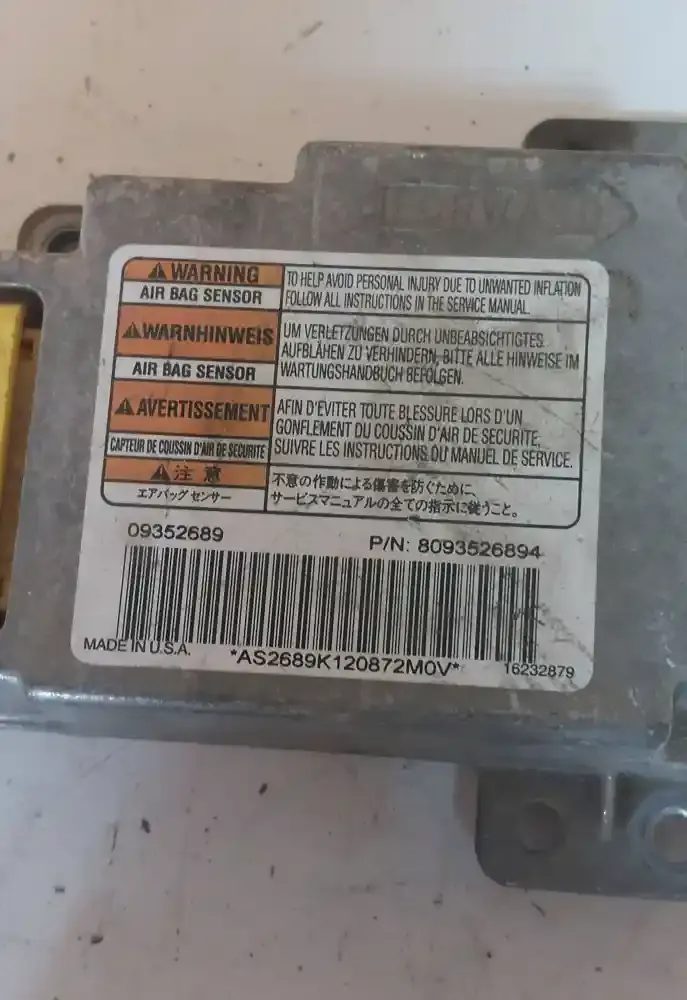 WARNING
AIR BAG SENSOR
TO HELP AVOID PERSONAL INJURY DUE TO UNWANTED INFLATION
FOLLOW ALL INSTRUCTIONS IN THE SERVICE MANUAL.
WARNHINWEIS
AIR BAG SENSOR
UM VERLETZUNGEN DURCH UNBEABSICHTIGTES
AUFBLÄHEN ZU VERHINDERN, BITTE ALLE HINWEISE IM
WARTUNGSHANDBUCH BEFOLGEN.
AVERTISSEMENT
CAPTEUR DE COUSSIN D'AIR DE SECURITE
AFIN D'EVITER TOUTE BLESSURE LORS D'UN
GONFLEMENT DU COUSSIN D'AIR DE SECURITE,
SUIVRE LES INSTRUCTIONS DU MANUEL DE SERVICE.
注 意
エアバッグ センサー
不意の作動による傷害を防ぐために、
サービスマニュアルの全ての指示に従うこと。
09352689
P/N: 8093526894
MADE IN U.S.A.
*AS2689K120872M0V*
16232879